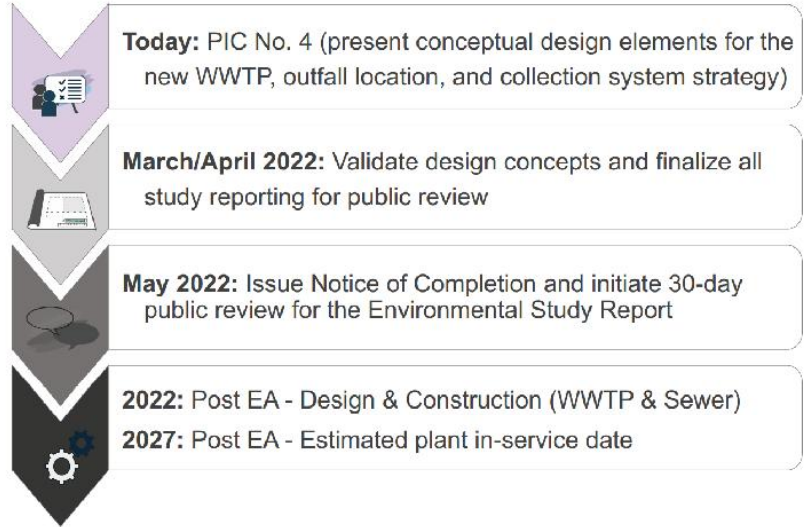 Today: PIC No. 4 (present conceptual design elements for the
new WWTP, outfall location, and collection system strategy)
March/April 2022: Validate design concepts and finalize all
study reporting for public review
May 2022: Issue Notice of Completion and initiate 30-day
public review for the Environmental Study Report
2022: Post EA - Design & Construction (WWTP & Sewer)
2027: Post EA - Estimated plant in-service date